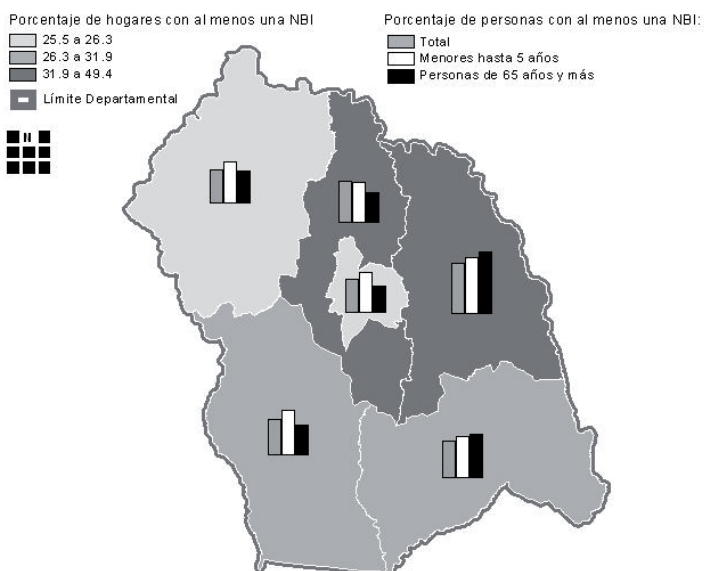 Porcentaje de hogares con al menos una NBI
25.5 a 26.3
26.3 a 31.9
31.9 a 49.4
Límite Departamental
N
Porcentaje de personas con al menos una NBI:
Total
Menores hasta 5 años
Personas de 65 años y más